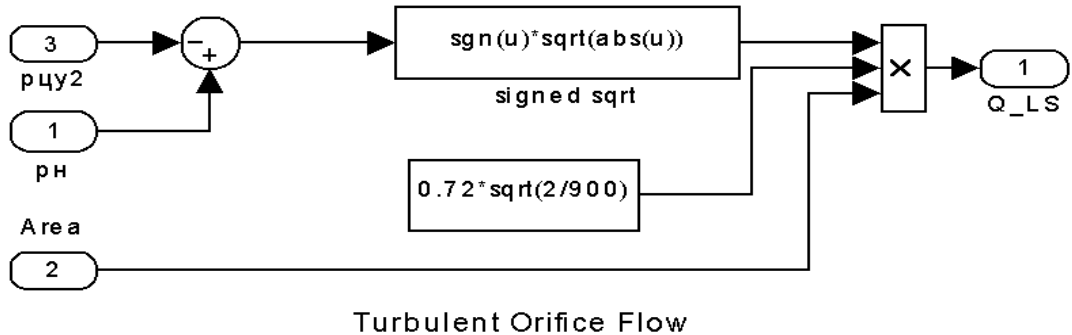 3
рцу2
− +
sgn(u)*sqrt(abs(u))
signed sqrt
×
1
Q_LS
1
рн
0.72*sqrt(2/900)
Area
2
Turbulent Orifice Flow